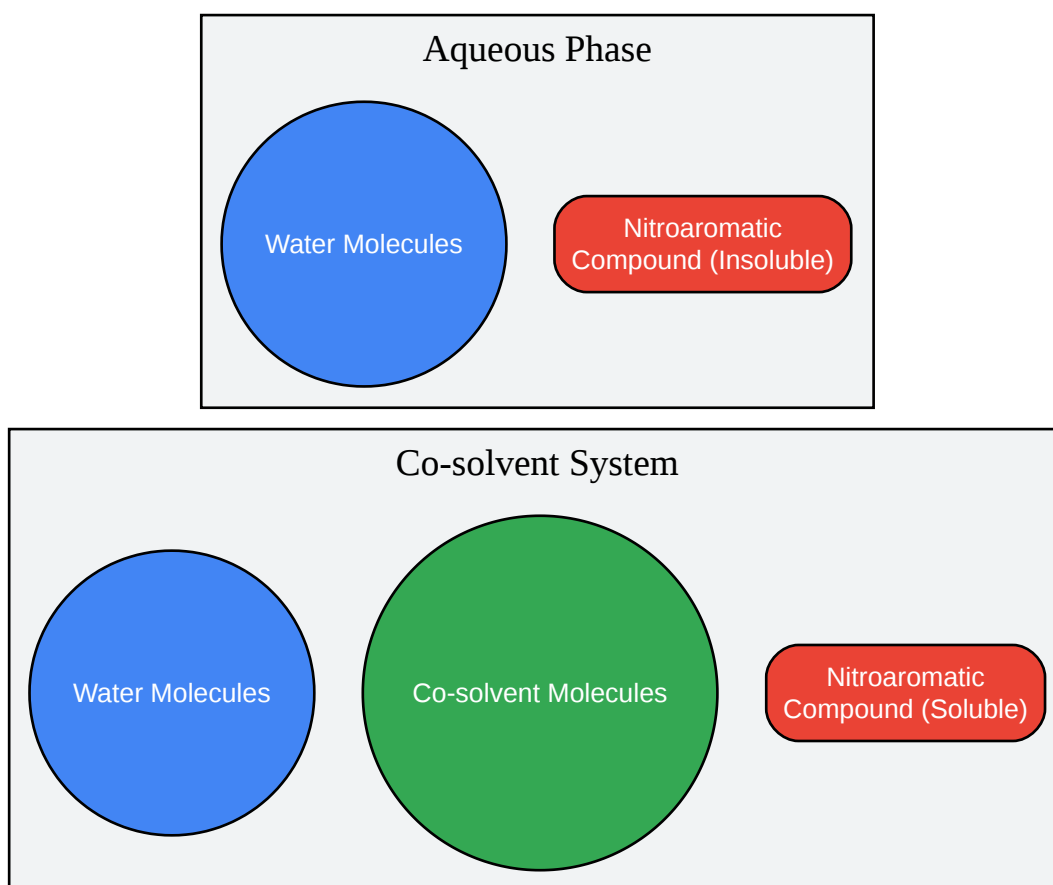 Aqueous Phase
Water Molecules
Nitroaromatic
Compound (Insoluble)
Co-solvent System
Water Molecules
Co-solvent Molecules
Nitroaromatic
Compound (Soluble)